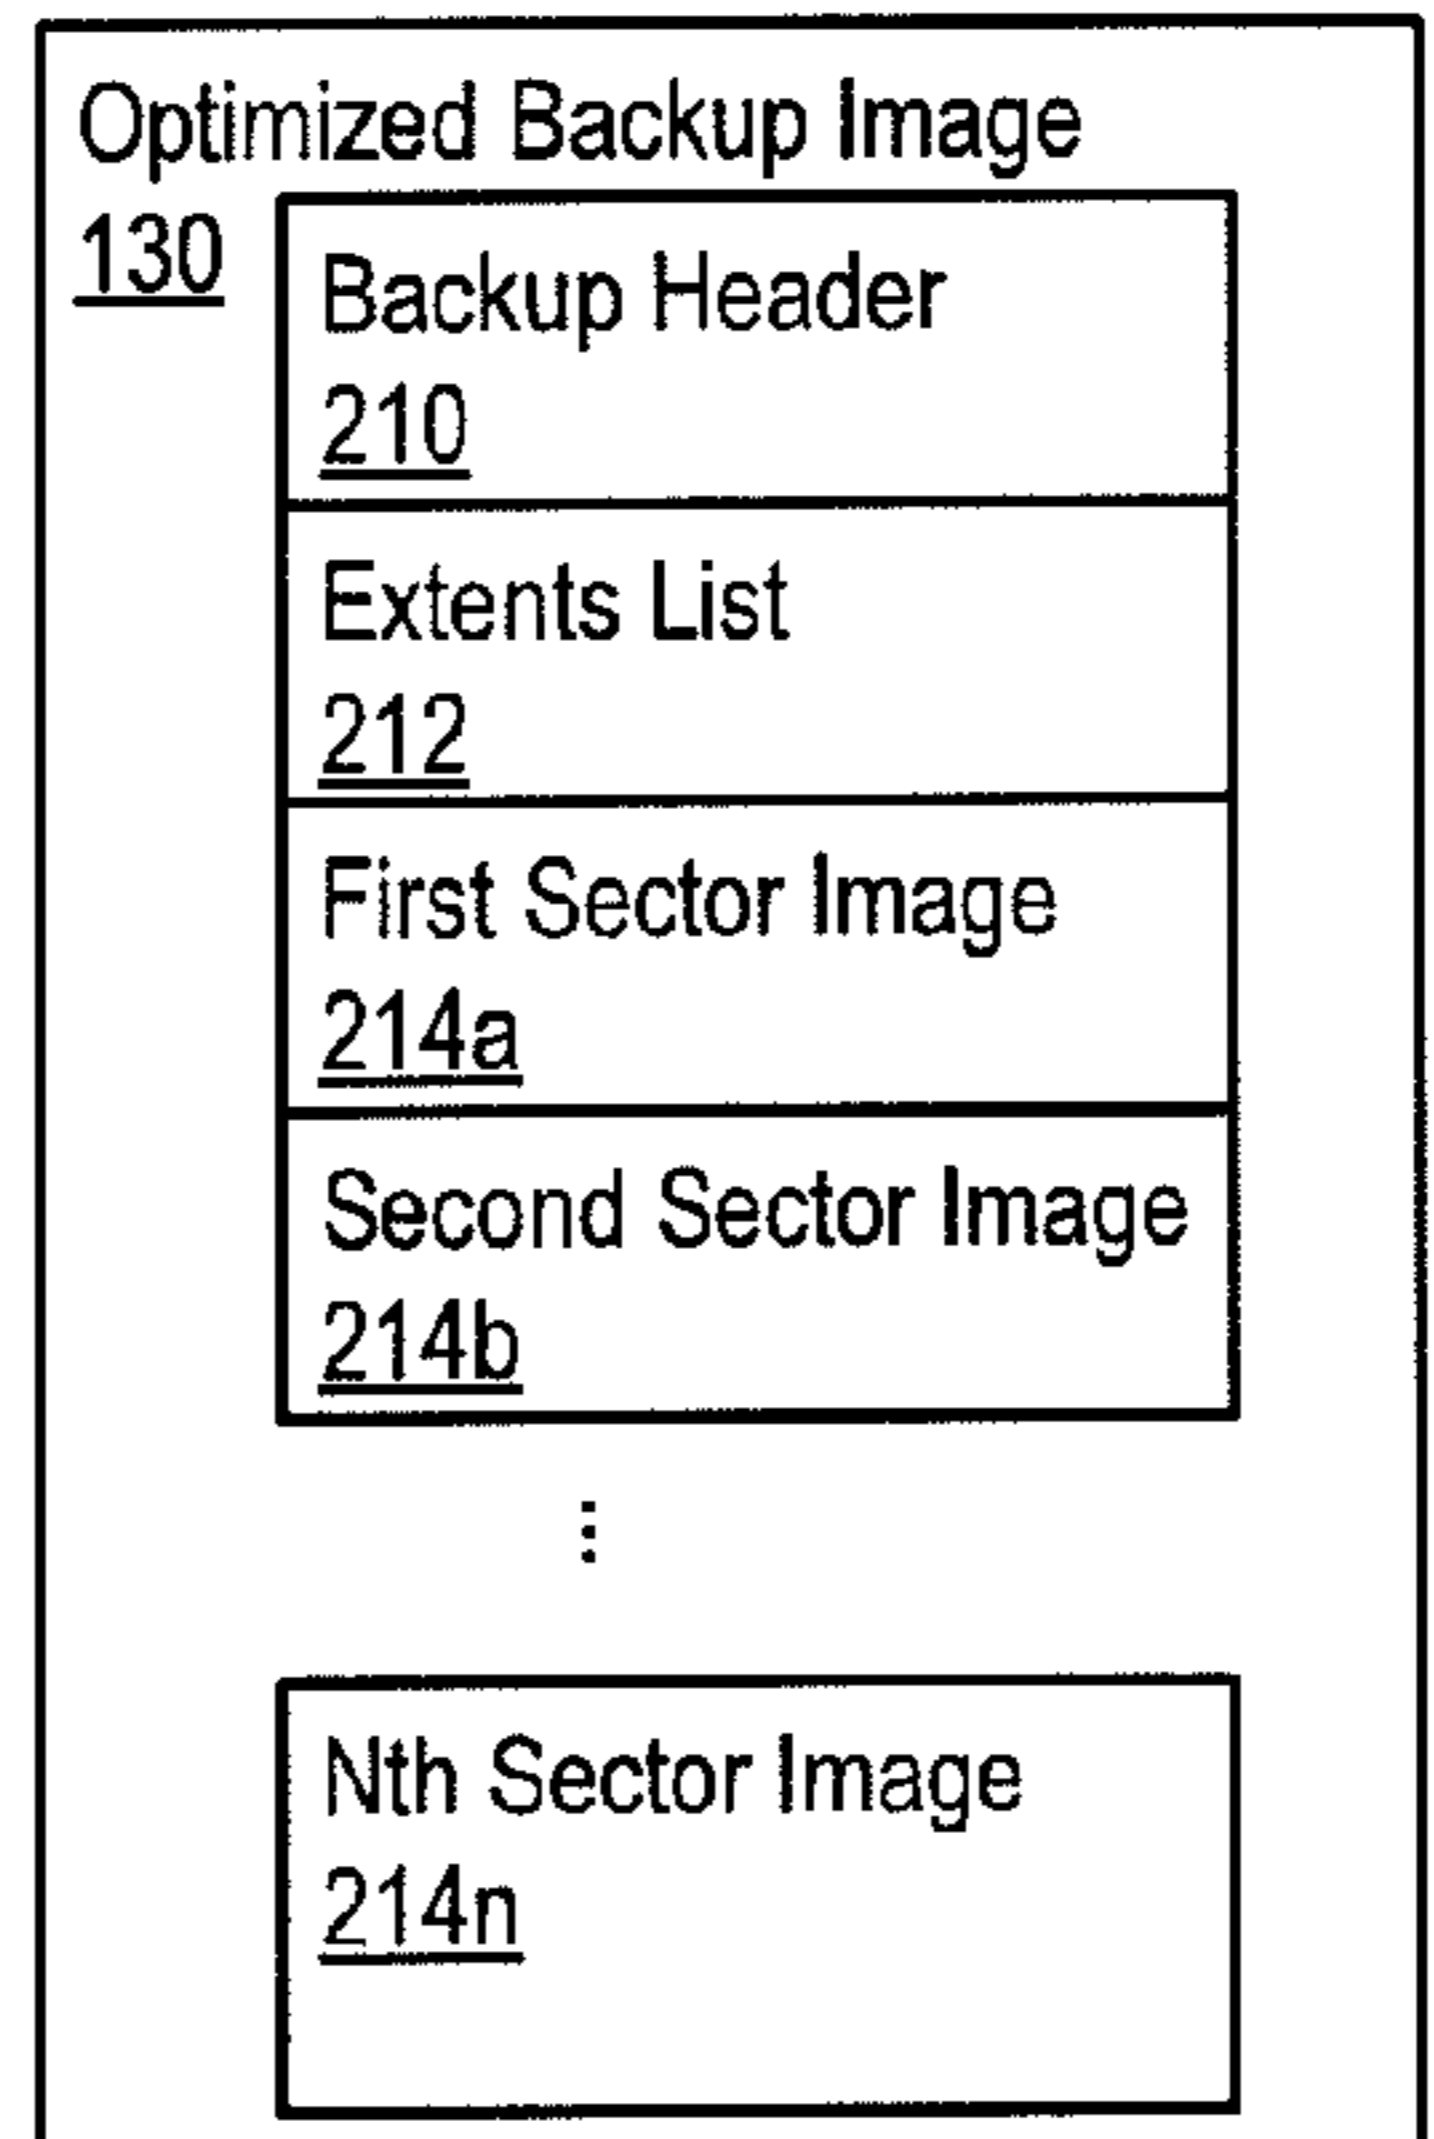 Optimized Backup Image
130
Backup Header
210
Extents List
212
First Sector Image
214a
Second Sector Image
214b
⋮
Nth Sector Image
214n